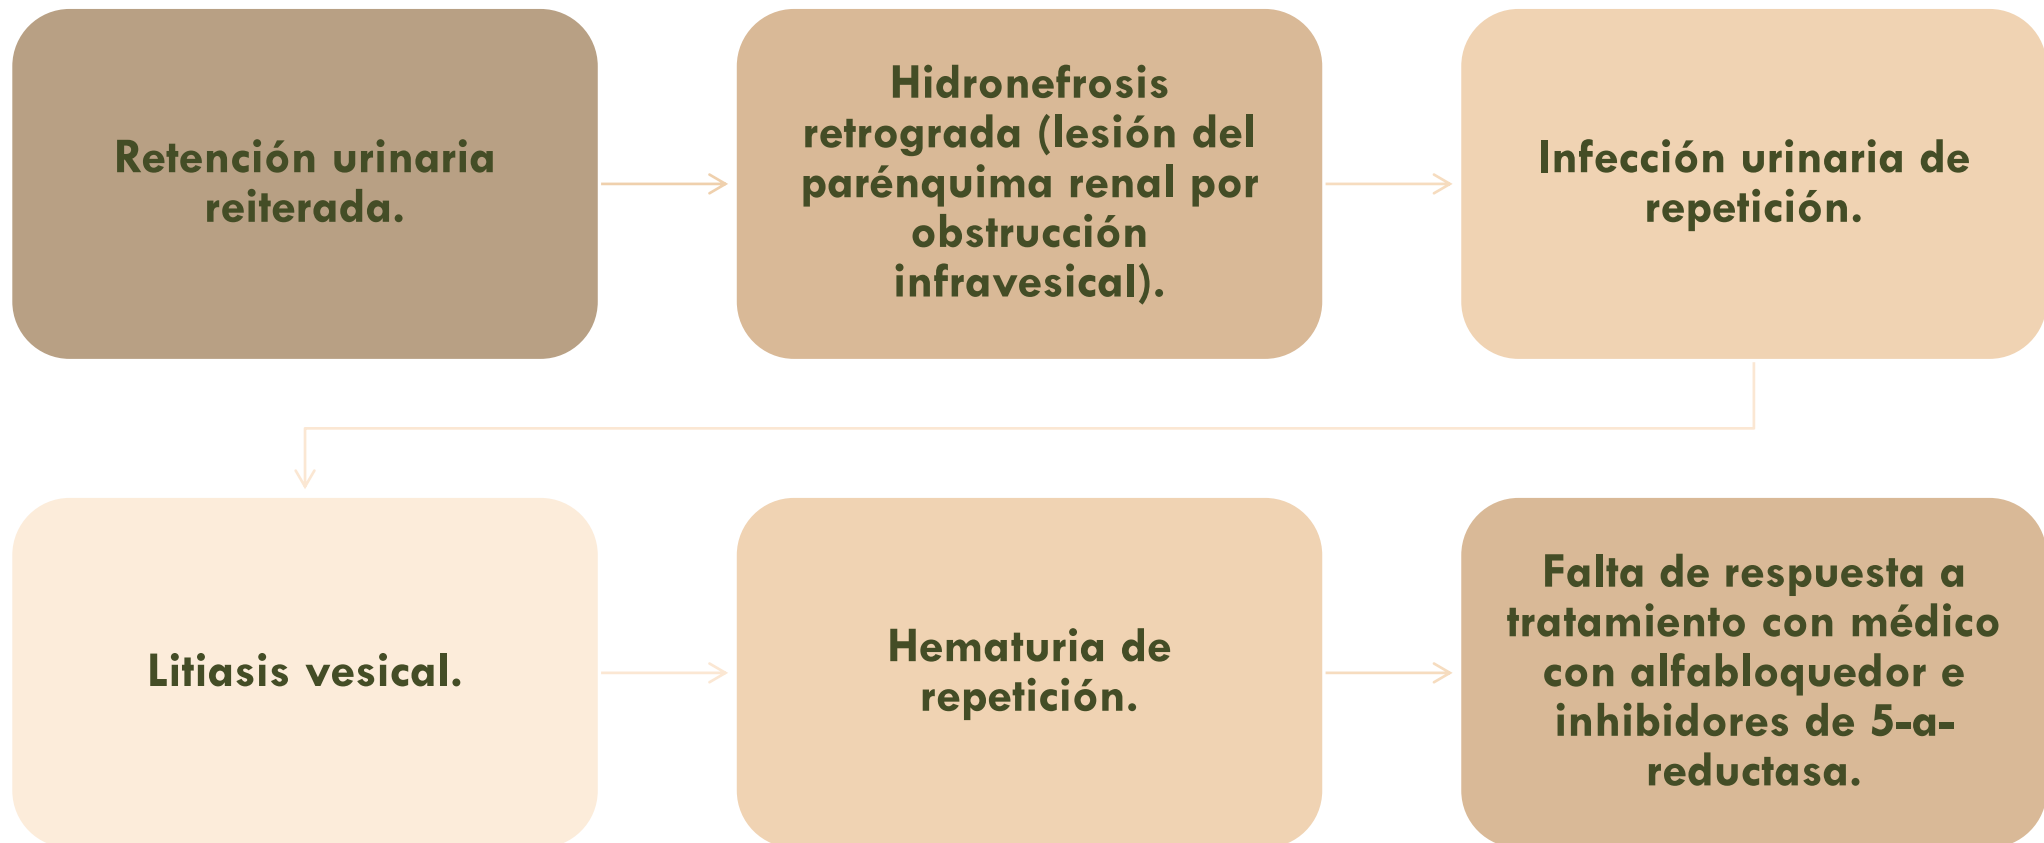 Retención urinaria
reiterada.
Hidronefrosis
retrograda (lesión del
parénquima renal por
obstrucción
infravesical).
Infección urinaria de
repetición.
Litiasis vesical.
Hematuria de
repetición.
Falta de respuesta a
tratamiento con médico
con alfabloquedor e
inhibidores de 5-a-
reductasa.